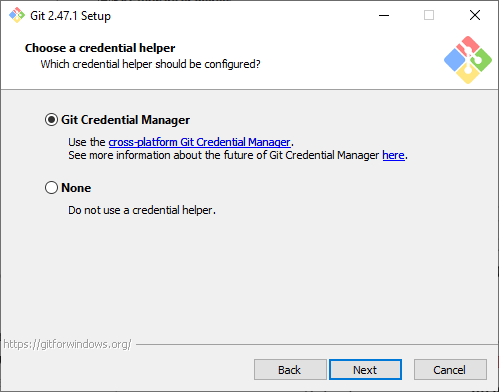 Git 2.47.1 Setup
Choose a credential helper
Which credential helper should be configured?
Git Credential Manager
Use the cross-platform Git Credential Manager.
See more information about the future of Git Credential Manager here.
None
Do not use a credential helper.
https://gitforwindows.org/
Back Next Cancel